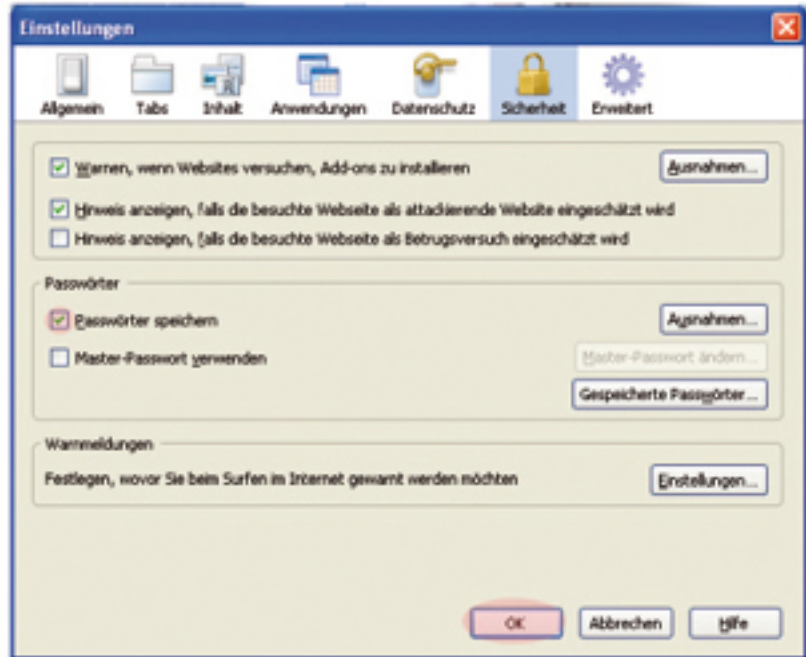 Einstellungen
Allgemein Tabs Inhalt Anwendungen Datenschutz Sicherheit Erweitert
Warnen, wenn Websites versuchen, Add-ons zu installieren Ausnahmen...
Hinweis anzeigen, falls die besuchte Webseite als attackierende Website eingeschätzt wird
Hinweis anzeigen, falls die besuchte Webseite als Betrugsversuch eingeschätzt wird
Passwörter
Passwörter speichern Ausnahmen...
Master-Passwort verwenden Master-Passwort ändern...
Gespeicherte Passwörter...
Warnmeldungen
Festlegen, wovor Sie beim Surfen im Internet gewarnt werden möchten Einstellungen...
OK Abbrechen Hilfe